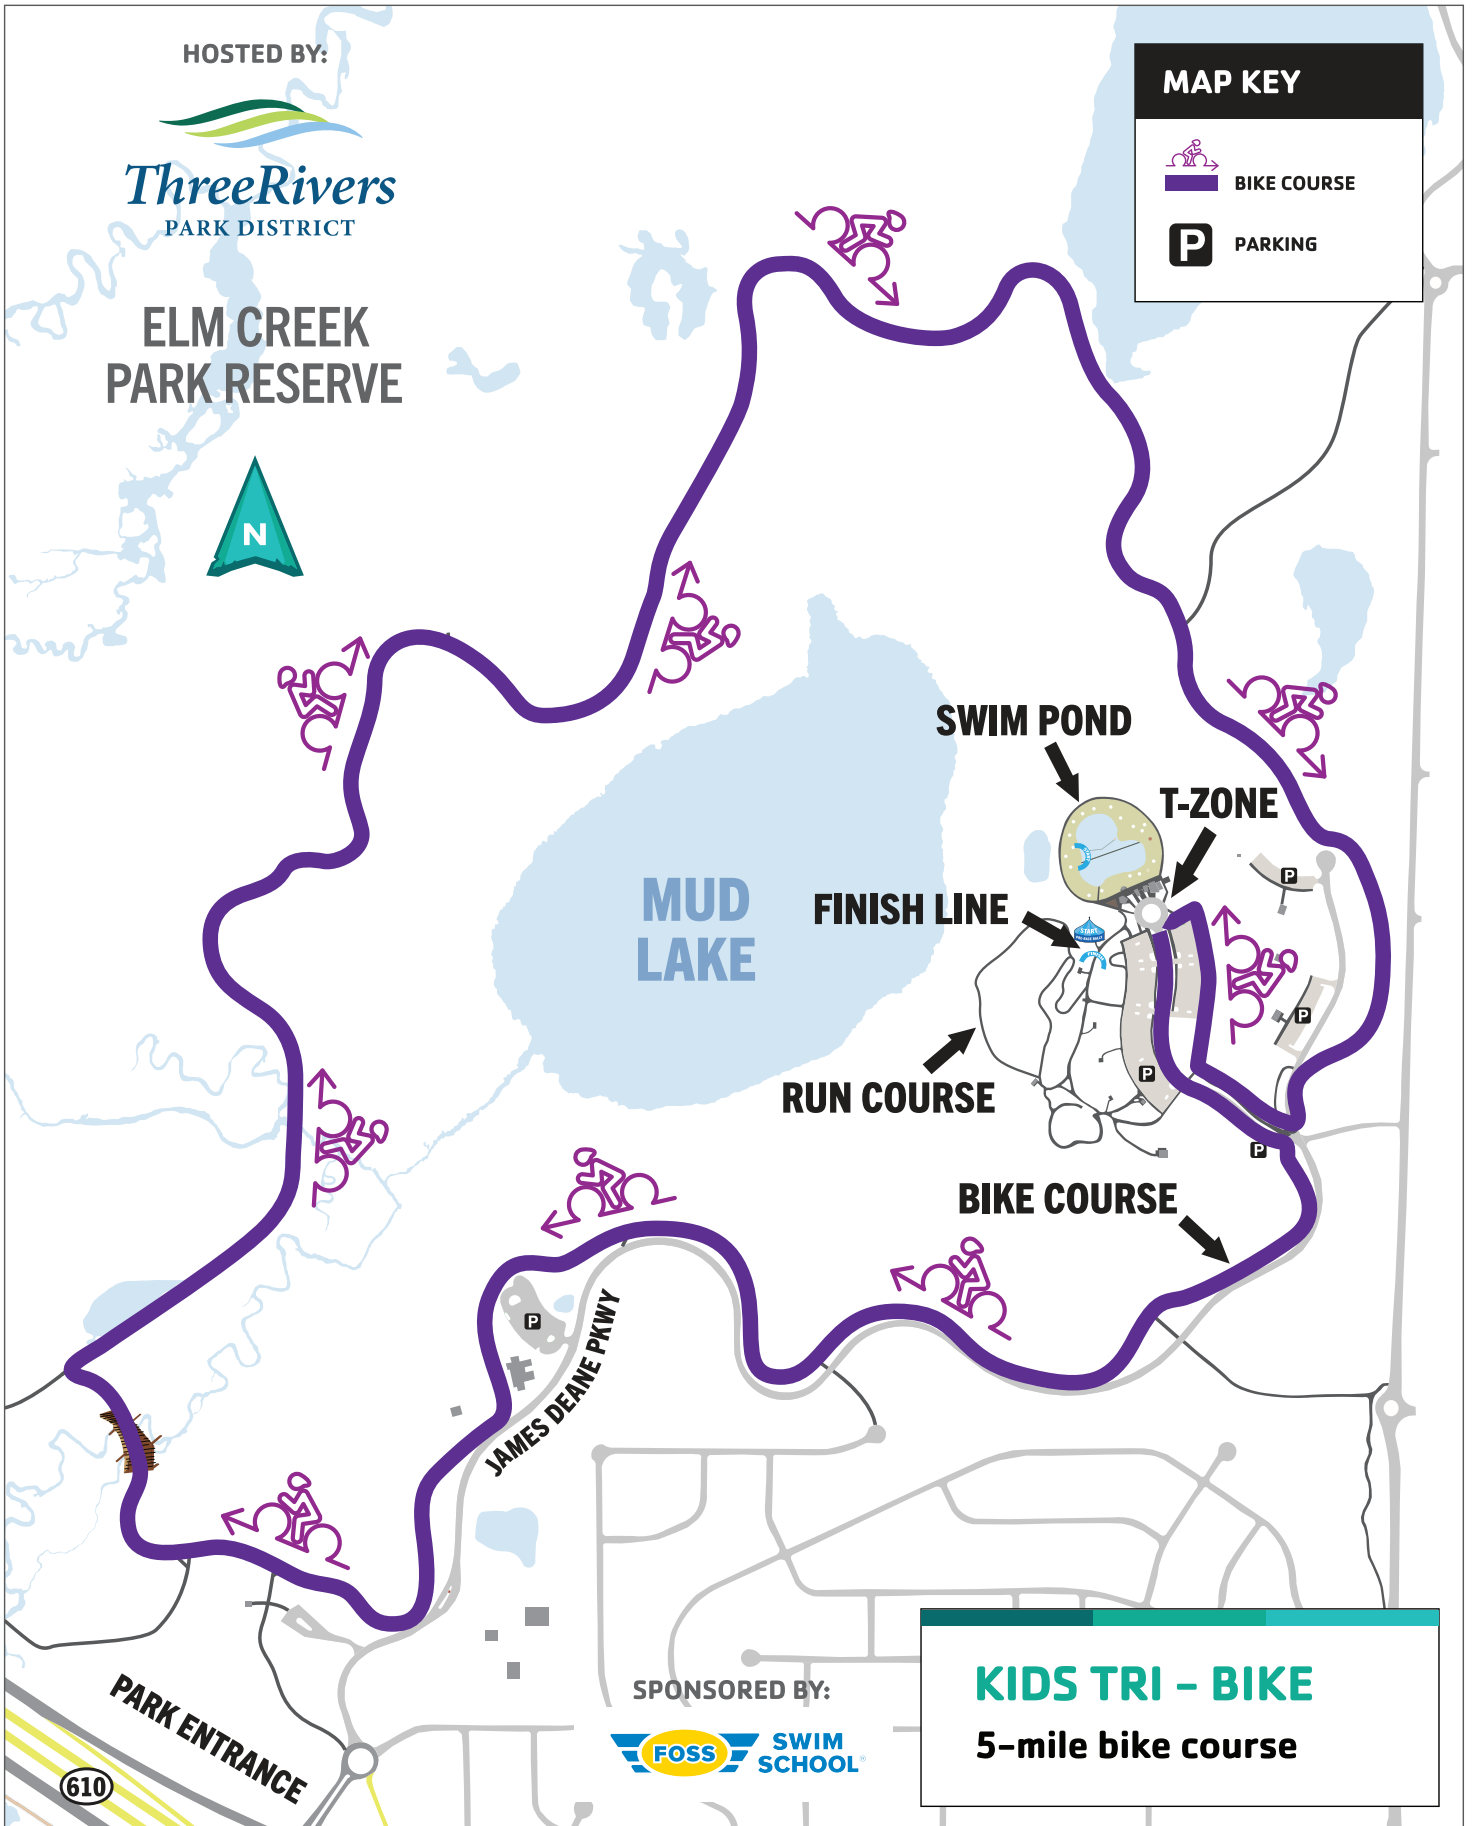 HOSTED BY:
ThreeRivers
PARK DISTRICT
ELM CREEK
PARK RESERVE
N
MAP KEY
BIKE COURSE
P
PARKING
SWIM POND
T-ZONE
FINISH LINE
START
FINISH
MUD
LAKE
P
P
P
P
RUN COURSE
BIKE COURSE
P
JAMES DEANE PKWY
PARK ENTRANCE
610
SPONSORED BY:
FOSS
SWIM
SCHOOL®
KIDS TRI – BIKE
5-mile bike course